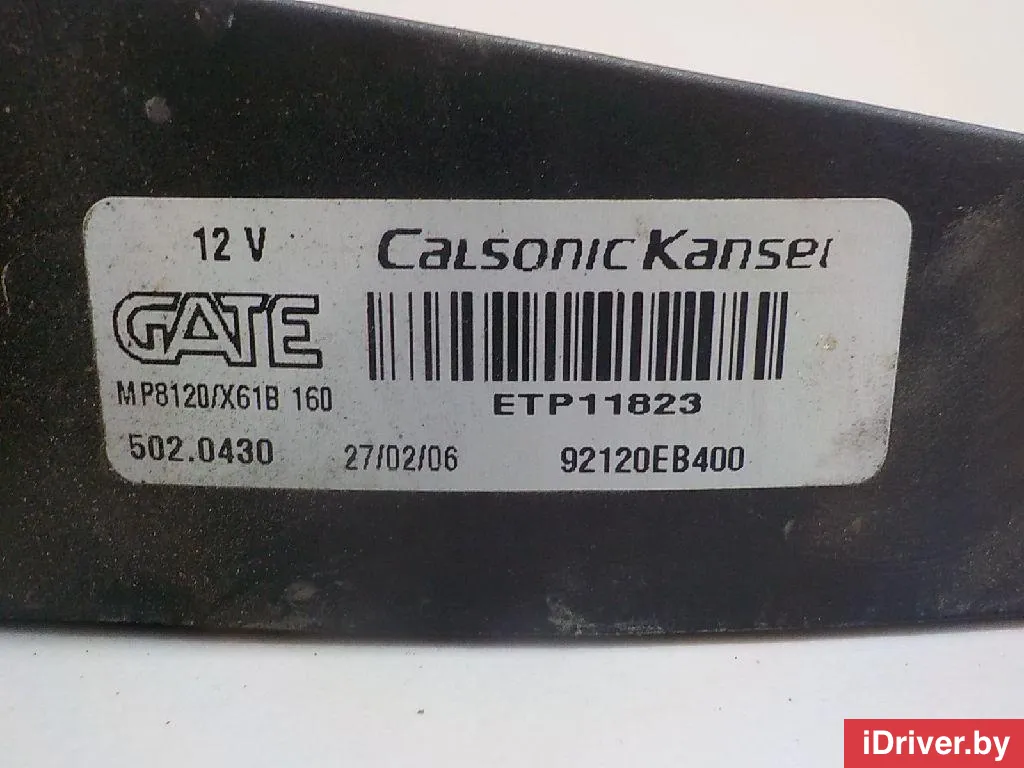 12 V
CALSONIC KANSEI
GATE
MP8120/X61B 160
ETP11823
502.0430 27/02/06 92120EB400
iDriver.by